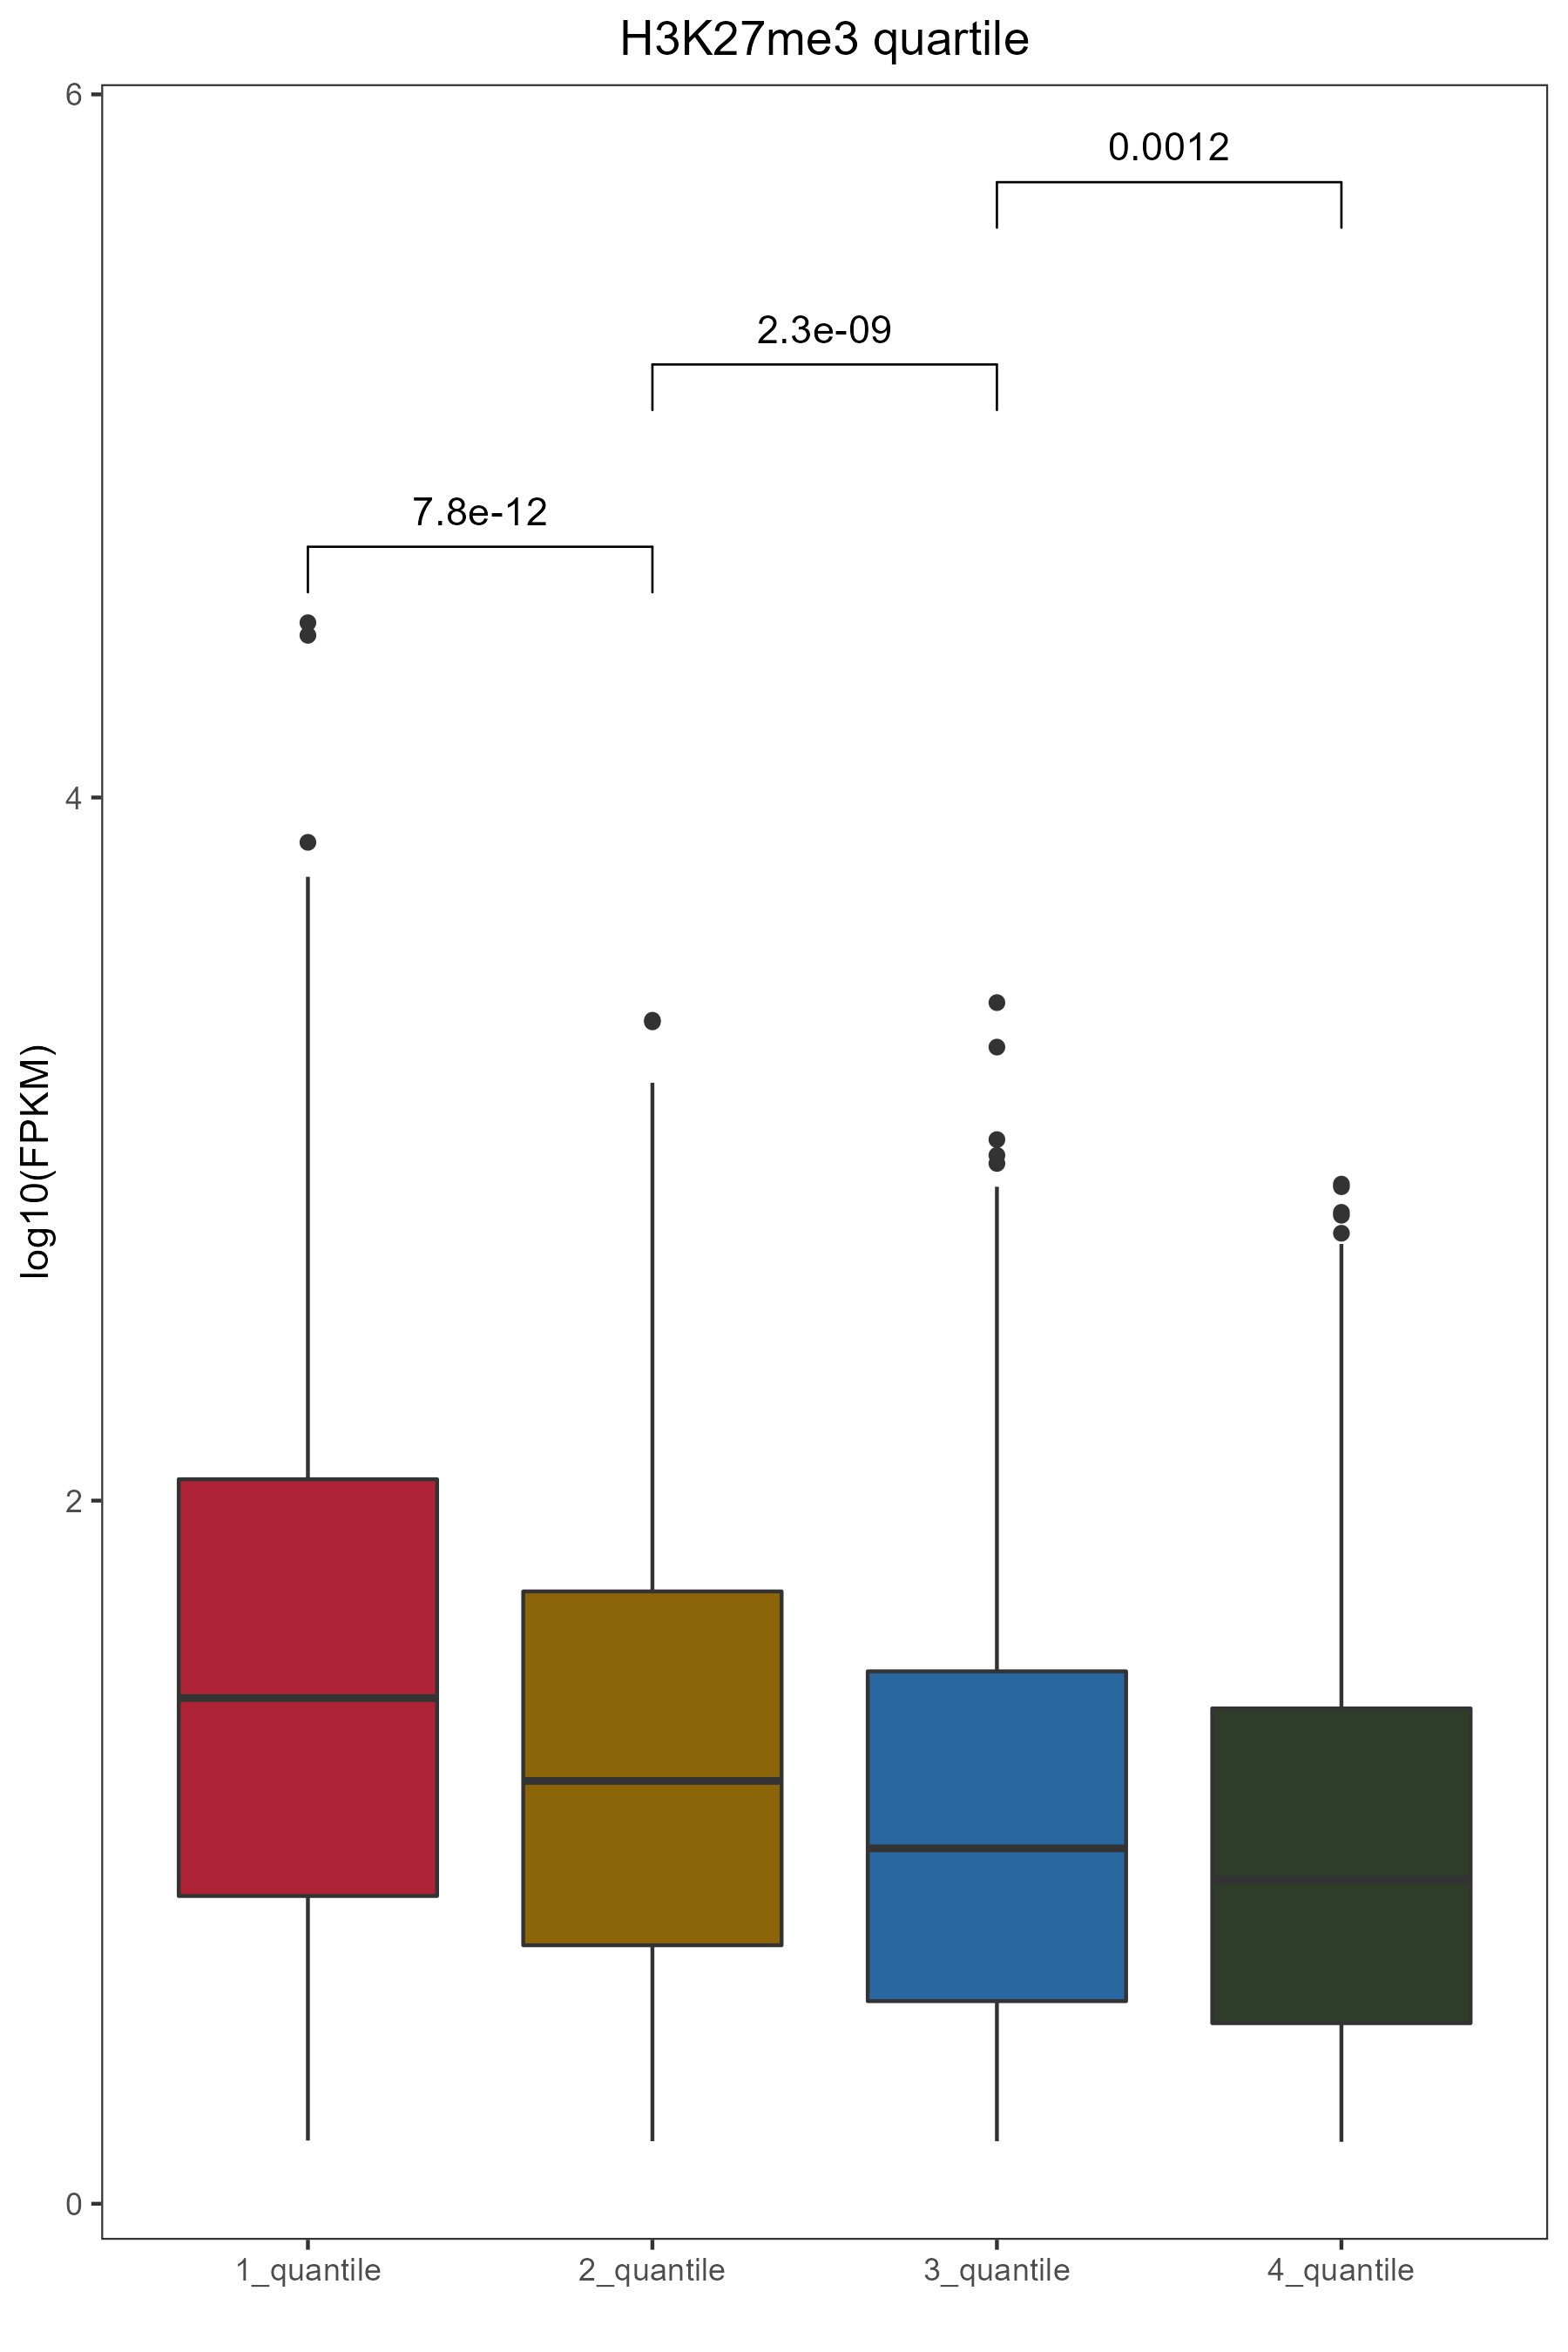 H3K27me3 quartile
6
0.0012
2.3e-09
7.8e-12
4
log10(FPKM)
2
0
1_quantile
2_quantile
3_quantile
4_quantile